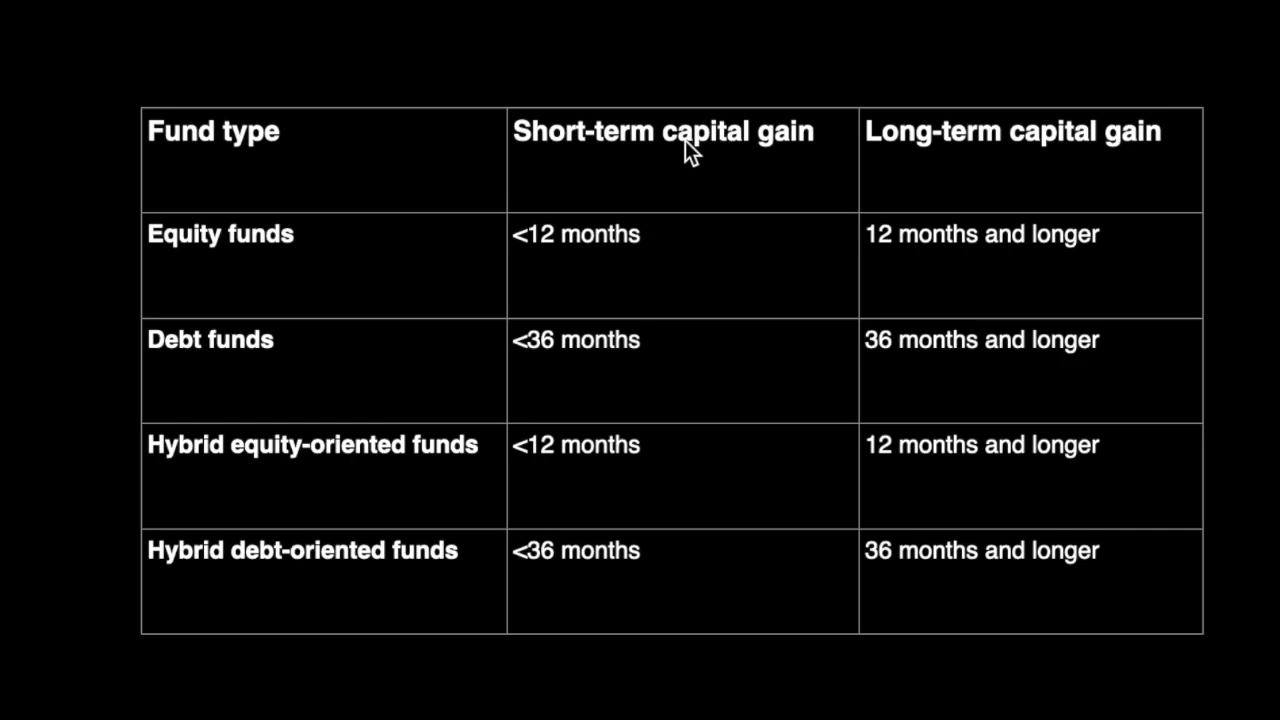 Fund type Short-term capital gain Long-term capital gain
Equity funds <12 months 12 months and longer
Debt funds <36 months 36 months and longer
Hybrid equity-oriented funds <12 months 12 months and longer
Hybrid debt-oriented funds <36 months 36 months and longer